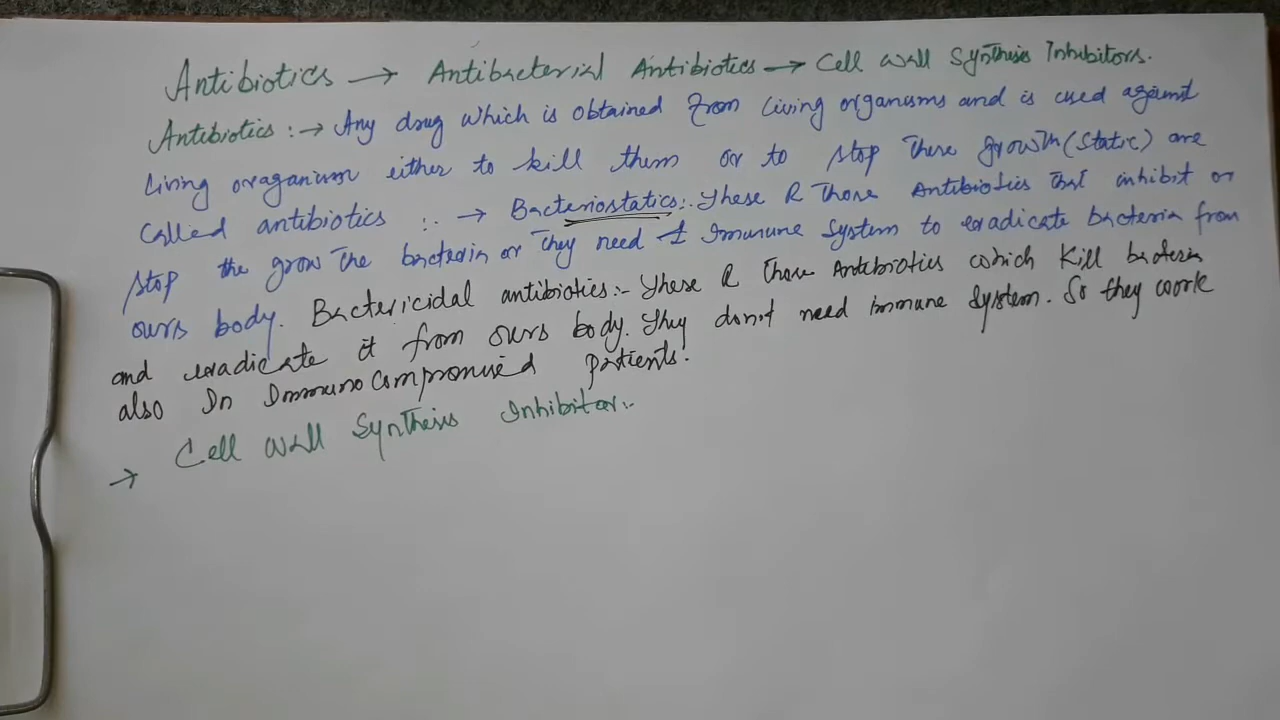 Antibiotics → Antibacterial Antibiotics → Cell wall Synthesis Inhibitors.
Antibiotics :→ Any drug which is obtained from living organisms and is used against
living oraganism either to kill them or to stop there growth (static) are
Called antibiotics :. → Bacteriostatics:. These R Those Antibiotics that inhibit or
stop the grow the bacteria or They need Immune System to eradicate bacteria from
ours body. Bactericidal antibiotics:- These R Those Antibiotics which Kill bacteria
and eradicate it from ours body. They donot need immune System. So they work
also In Immuno Compromised patients.
→ Cell wall Synthesis Inhibitor:-